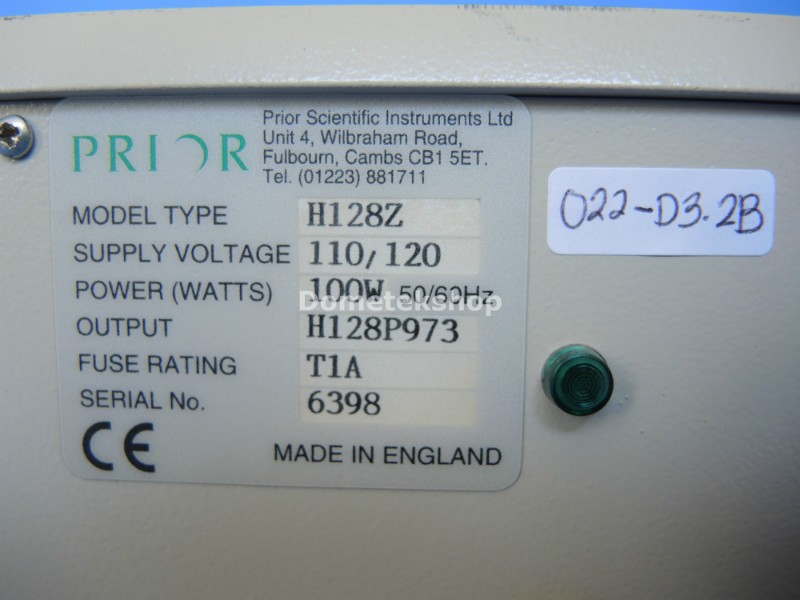 PRIOR
Prior Scientific Instruments Ltd
Unit 4, Wilbraham Road,
Fulbourn, Cambs CB1 5ET.
Tel. (01223) 881711
MODEL TYPE H128Z
SUPPLY VOLTAGE 110/120
POWER (WATTS) 100W 50/60Hz
OUTPUT H128P973
FUSE RATING T1A
SERIAL No. 6398
CE MADE IN ENGLAND
022-D3.2B
Dometekshop